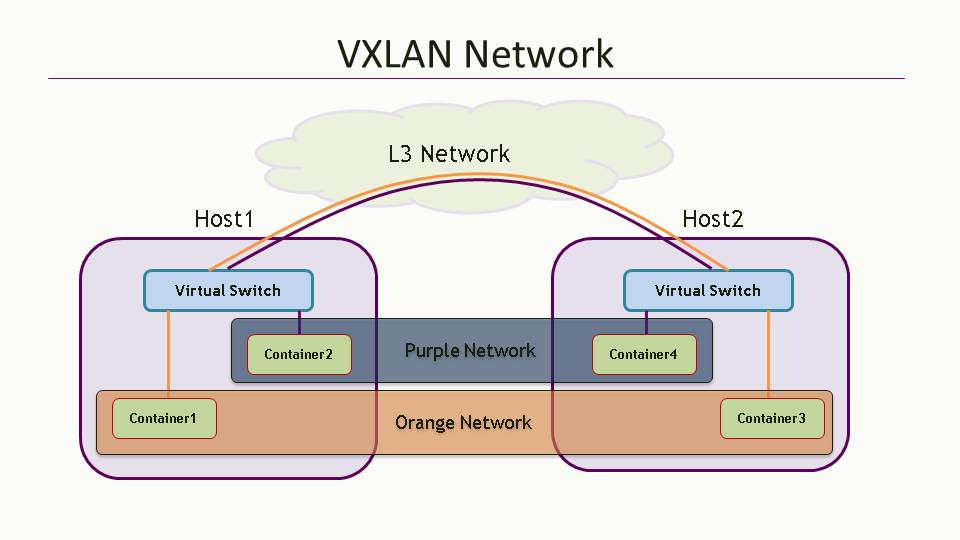 VXLAN Network
L3 Network
Host1
Host2
Virtual Switch
Virtual Switch
Container2
Purple Network
Container4
Container1
Orange Network
Container3